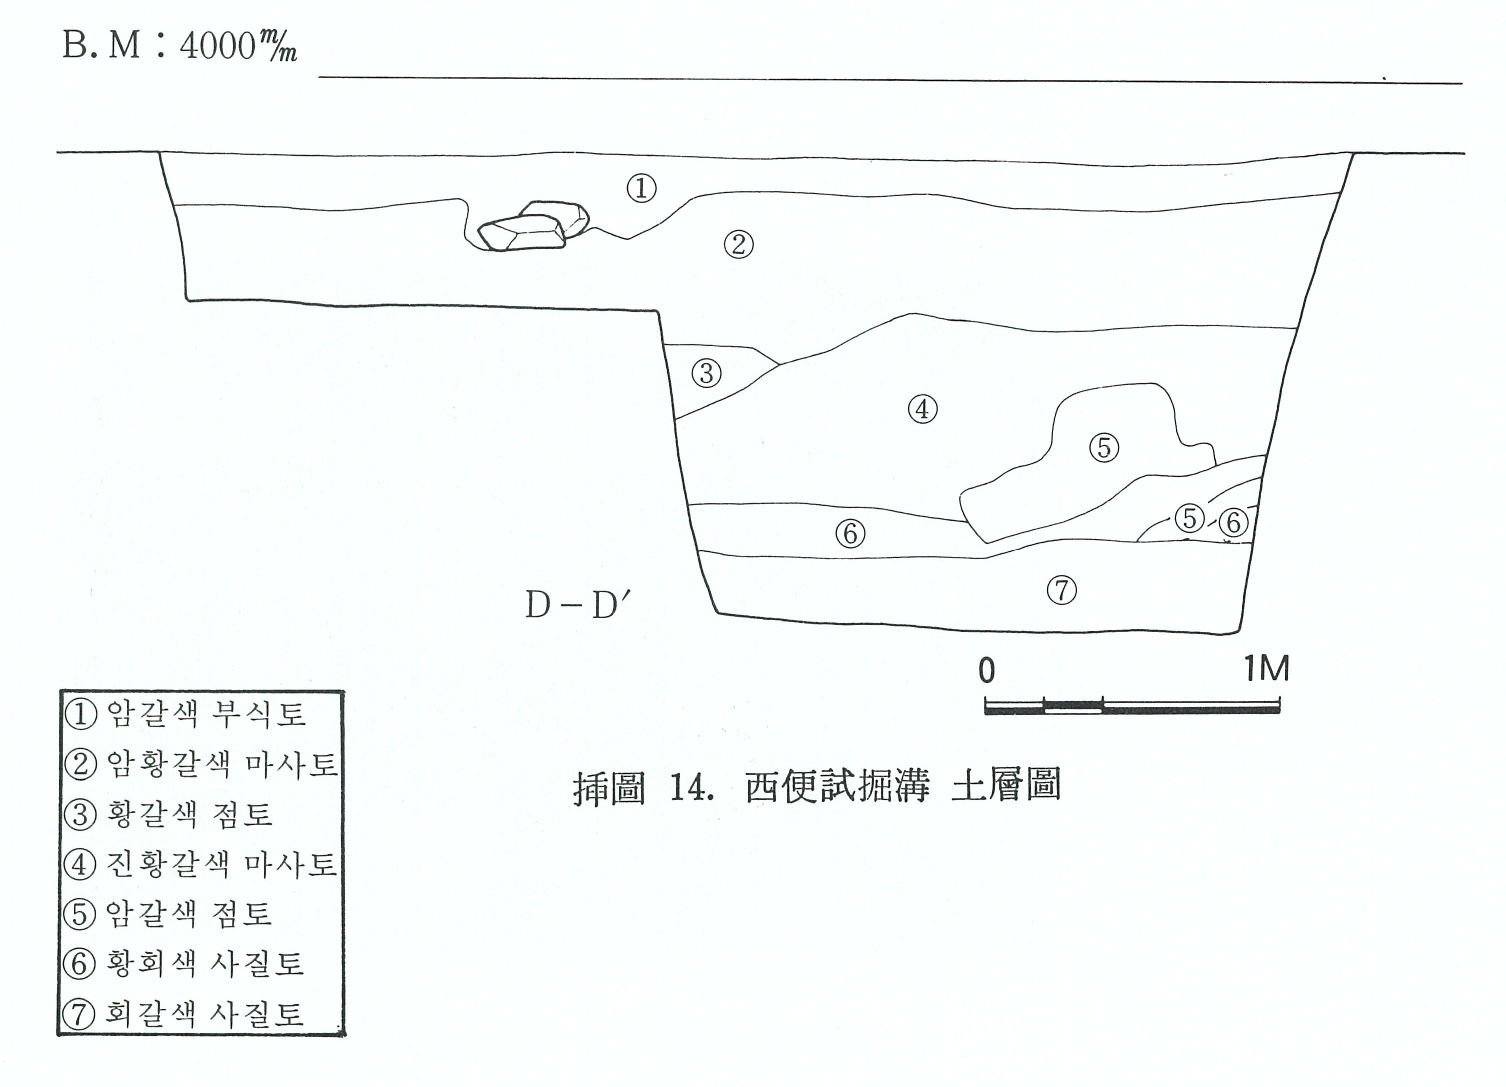 B.M : 4000㎜
①
②
③
④
⑤
⑥
⑤
⑥
⑦
D－D′
0 1M
① 암갈색 부식토
② 암황갈색 마사토
③ 황갈색 점토
④ 진황갈색 마사토
⑤ 암갈색 점토
⑥ 황회색 사질토
⑦ 회갈색 사질토
揷圖 14. 西便試掘溝 土層圖